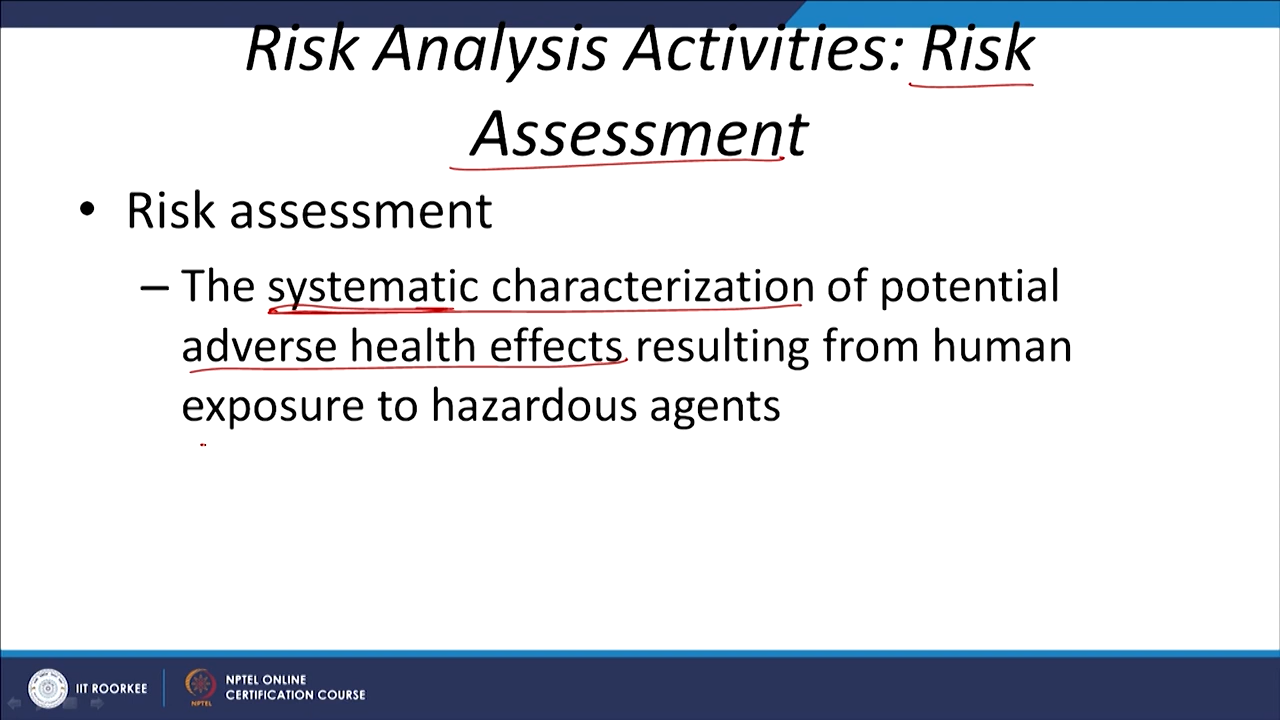 Risk Analysis Activities: Risk
Assessment
• Risk assessment
– The systematic characterization of potential
adverse health effects resulting from human
exposure to hazardous agents
IIT ROORKEE
NPTEL
NPTEL ONLINE
CERTIFICATION COURSE